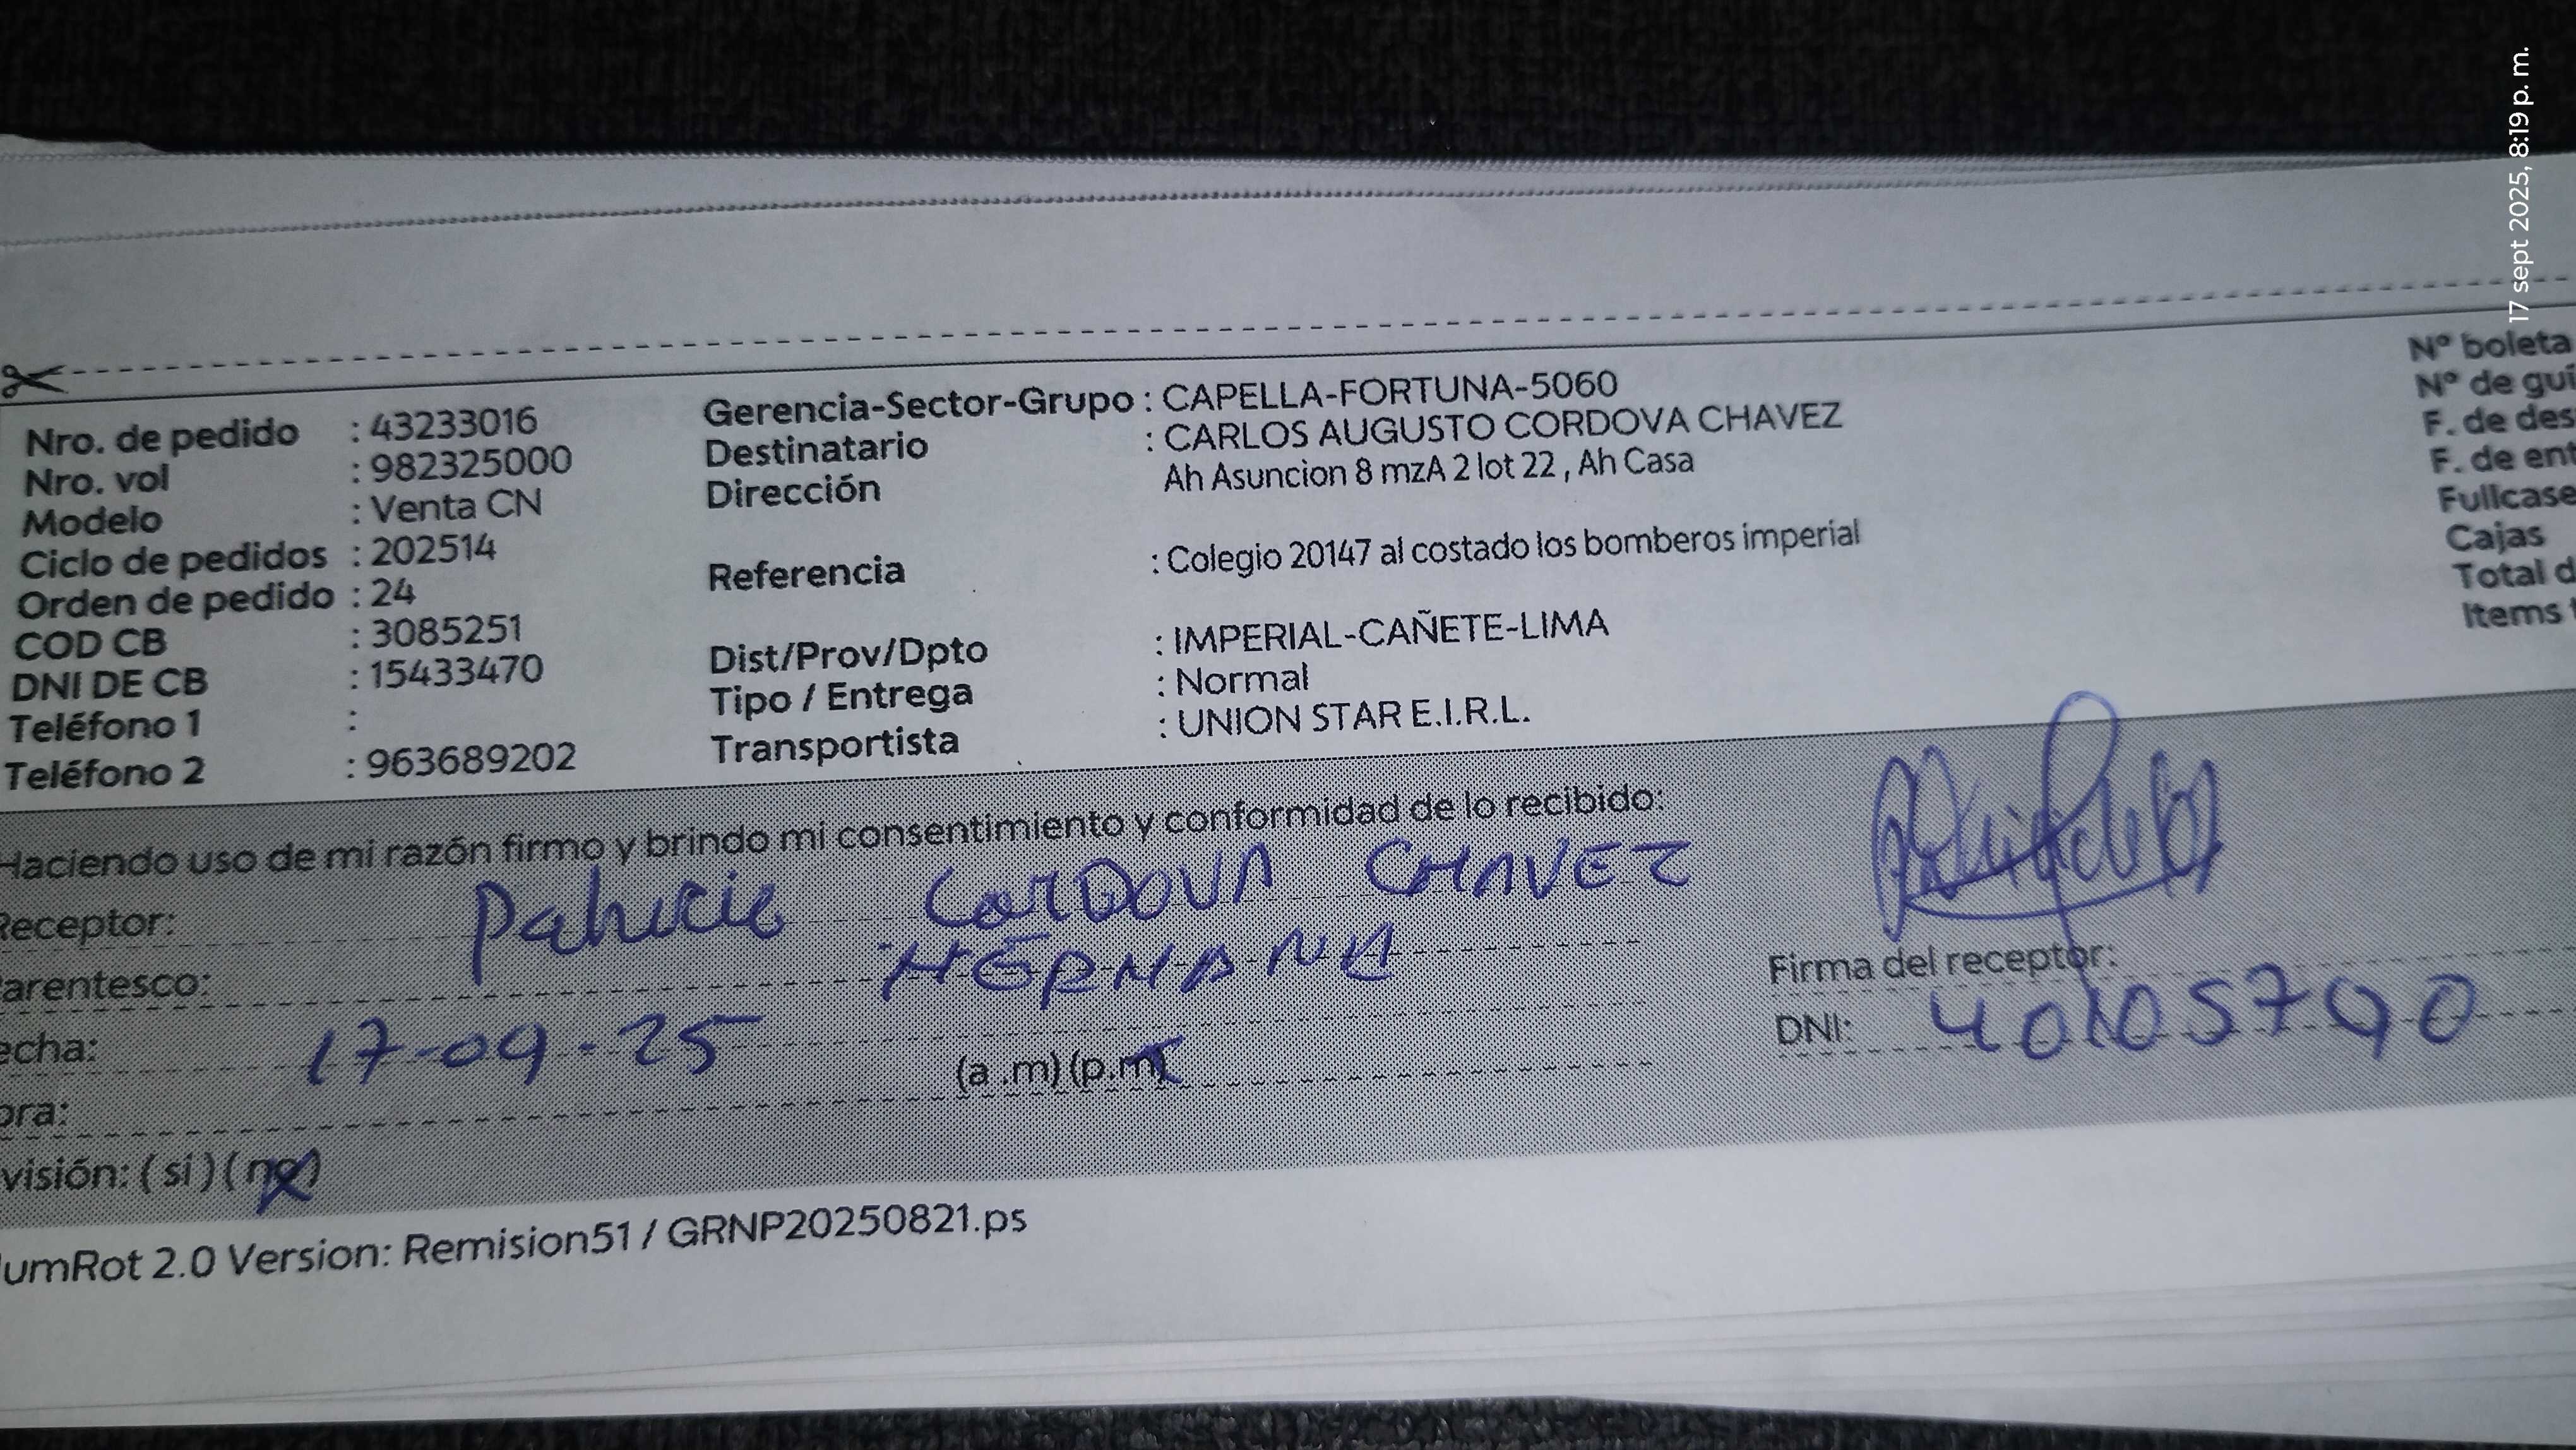 17 sept 2025, 8:19 p. m.
Nro. de pedido : 43233016
Nro. vol : 982325000
Modelo : Venta CN
Ciclo de pedidos : 202514
Orden de pedido : 24
COD CB : 3085251
DNI DE CB : 15433470
Teléfono 1 :
Teléfono 2 : 963689202
Gerencia-Sector-Grupo : CAPELLA-FORTUNA-5060
Destinatario : CARLOS AUGUSTO CORDOVA CHAVEZ
Dirección Ah Asuncion 8 mzA 2 lot 22 , Ah Casa
Referencia : Colegio 20147 al costado los bomberos imperial
Dist/Prov/Dpto : IMPERIAL-CAÑETE-LIMA
Tipo / Entrega : Normal
Transportista : UNION STAR E.I.R.L.
N° boleta
N° de guí
F. de des
F. de ent
Fullcase
Cajas
Total d
Items
Haciendo uso de mi razón firmo y brindo mi consentimiento y conformidad de lo recibido:
Receptor: Patricia CORDOVA CHAVEZ
arentesco: HERMANA
echa: 17-09-25
ora: (a .m) (p.m)
visión: ( si ) ( no )
Firma del receptor:
DNI: 40105790
umRot 2.0 Version: Remision51 / GRNP20250821.ps